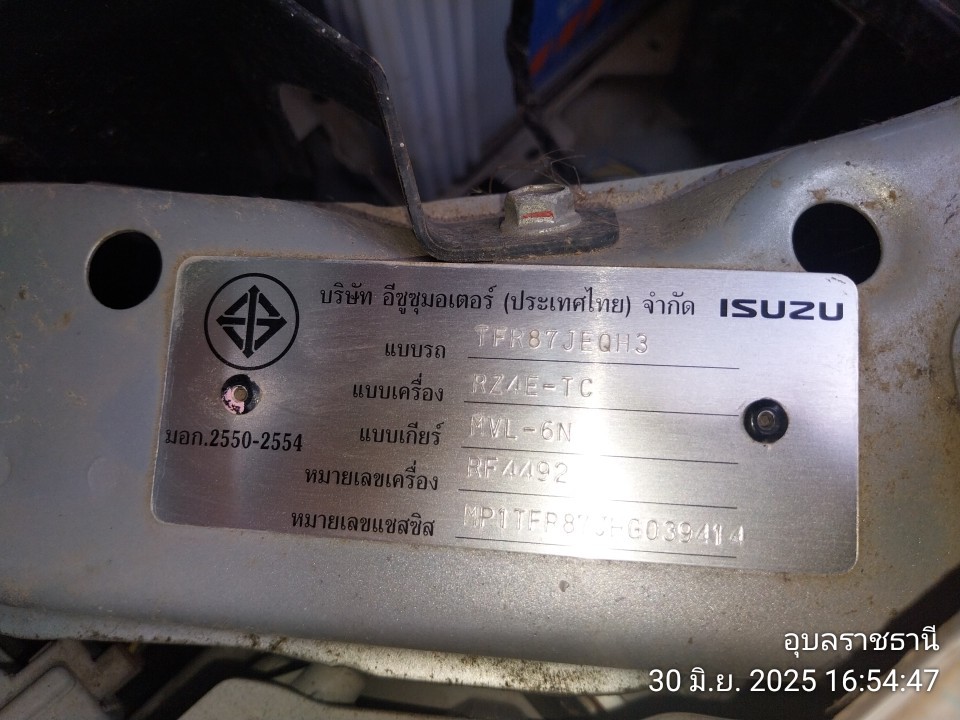 บริษัท อีซูซุมอเตอร์ (ประเทศไทย) จำกัด ISUZU
แบบรถ TFR87JEQH3
แบบเครื่อง RZ4E-TC
แบบเกียร์ MVL-6N
มอก.2550-2554
หมายเลขเครื่อง RF4492
หมายเลขแชสซิส
อุบลราชธานี
30 มิ.ย. 2025 16:54:47